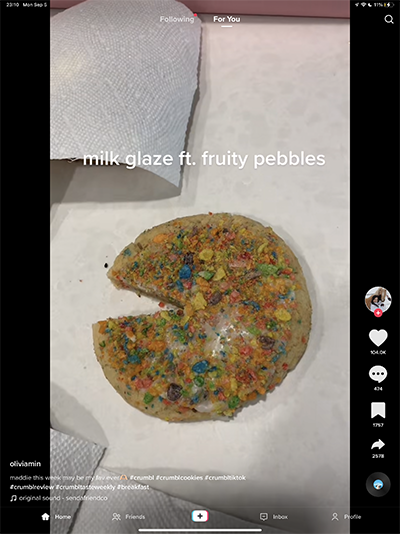 23:10 Mon Sep 5
11%
Following For You
milk glaze ft. fruity pebbles
104.0K
474
1757
2578
oliviamin
maddie this week may be my fav ever #crumbl #crumblcookies #crumbltiktok
#crumblreview #crumbltasteweekly #breakfast
original sound - sendafriendco
Home Friends Inbox Profile